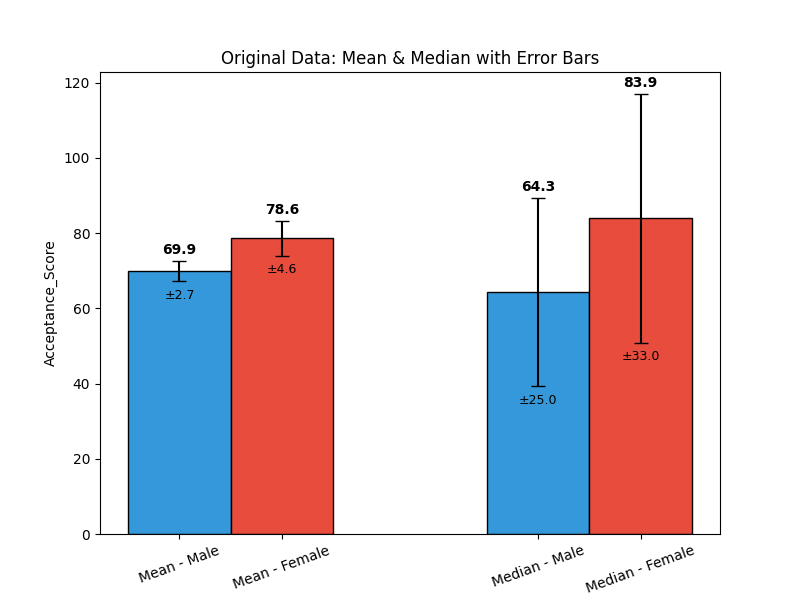 Original Data: Mean & Median with Error Bars
Acceptance_Score
120
100
80
60
40
20
0
69.9
±2.7
78.6
±4.6
64.3
±25.0
83.9
±33.0
Mean - Male
Mean - Female
Median - Male
Median - Female